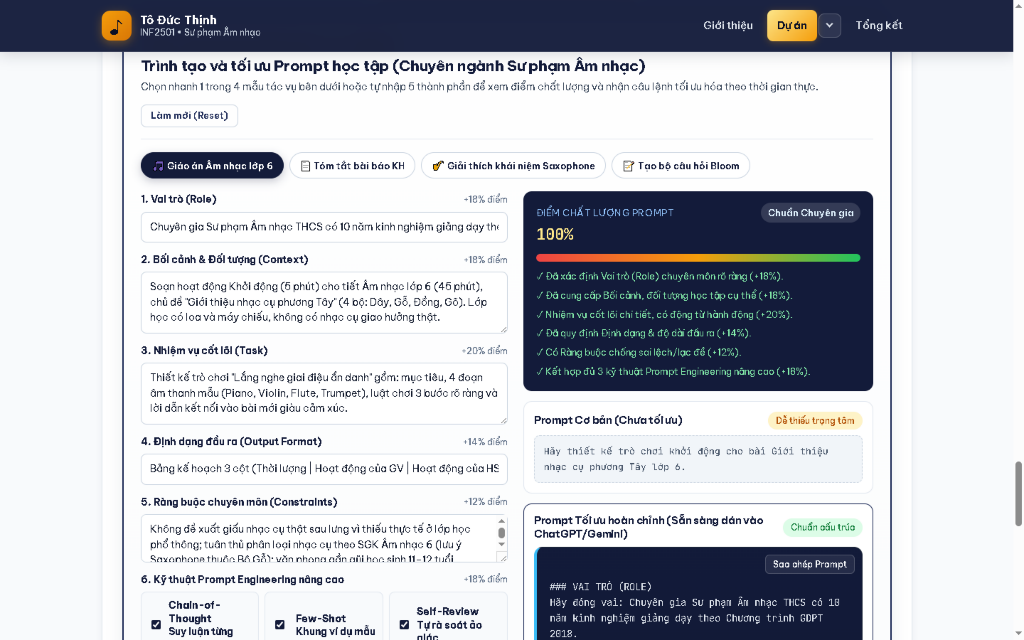 Tô Đức Thịnh
INF2501 • Sư phạm Âm nhạc
Giới thiệu
Dự án
Tổng kết
Trình tạo và tối ưu Prompt học tập (Chuyên ngành Sư phạm Âm nhạc)
Chọn nhanh 1 trong 4 mẫu tác vụ bên dưới hoặc tự nhập 5 thành phần để xem điểm chất lượng và nhận câu lệnh tối ưu hóa theo thời gian thực.
Làm mới (Reset)
🎵 Giáo án Âm nhạc lớp 6
📋 Tóm tắt bài báo KH
🎷 Giải thích khái niệm Saxophone
📝 Tạo bộ câu hỏi Bloom
1. Vai trò (Role)
+18% điểm
Chuyên gia Sư phạm Âm nhạc THCS có 10 năm kinh nghiệm giảng dạy the
2. Bối cảnh & Đối tượng (Context)
+18% điểm
Soạn hoạt động Khởi động (5 phút) cho tiết Âm nhạc lớp 6 (45 phút),
chủ đề "Giới thiệu nhạc cụ phương Tây" (4 bộ: Dây, Gỗ, Đồng, Gõ). Lớp
học có loa và máy chiếu, không có nhạc cụ giao hưởng thật.
3. Nhiệm vụ cốt lõi (Task)
+20% điểm
Thiết kế trò chơi "Lắng nghe giai điệu ẩn danh" gồm: mục tiêu, 4 đoạn
âm thanh mẫu (Piano, Violin, Flute, Trumpet), luật chơi 3 bước rõ ràng và
lời dẫn kết nối vào bài mới giàu cảm xúc.
4. Định dạng đầu ra (Output Format)
+14% điểm
Bảng kế hoạch 3 cột (Thời lượng | Hoạt động của GV | Hoạt động của HS
5. Ràng buộc chuyên môn (Constraints)
+12% điểm
Không đề xuất giấu nhạc cụ thật sau lưng vì thiếu thực tế ở lớp học
phổ thông; tuân thủ phân loại nhạc cụ theo SGK Âm nhạc 6 (lưu ý
Saxophone thuộc Bộ Gỗ); văn phong gần gũi học sinh 11-12 tuổi.
6. Kỹ thuật Prompt Engineering nâng cao
+18% điểm
Chain-of-
Thought
Suy luận từng
Few-Shot
Khung ví dụ mẫu
Self-Review
Tự rà soát ảo
giác
ĐIỂM CHẤT LƯỢNG PROMPT
Chuẩn Chuyên gia
100%
✓ Đã xác định Vai trò (Role) chuyên môn rõ ràng (+18%).
✓ Đã cung cấp Bối cảnh, đối tượng học tập cụ thể (+18%).
✓ Nhiệm vụ cốt lõi chi tiết, có động từ hành động (+20%).
✓ Đã quy định Định dạng & độ dài đầu ra (+14%).
✓ Có Ràng buộc chống sai lệch/lạc đề (+12%).
✓ Kết hợp đủ 3 kỹ thuật Prompt Engineering nâng cao (+18%).
Prompt Cơ bản (Chưa tối ưu)
Dễ thiếu trọng tâm
Hãy thiết kế trò chơi khởi động cho bài Giới thiệu
nhạc cụ phương Tây lớp 6.
Prompt Tối ưu hoàn chỉnh (Sẵn sàng dán vào
ChatGPT/Gemini)
Chuẩn cấu trúc
Sao chép Prompt
### VAI TRÒ (ROLE)
Hãy đóng vai: Chuyên gia Sư phạm Âm nhạc THCS có 10
năm kinh nghiệm giảng dạy theo Chương trình GDPT
2018.